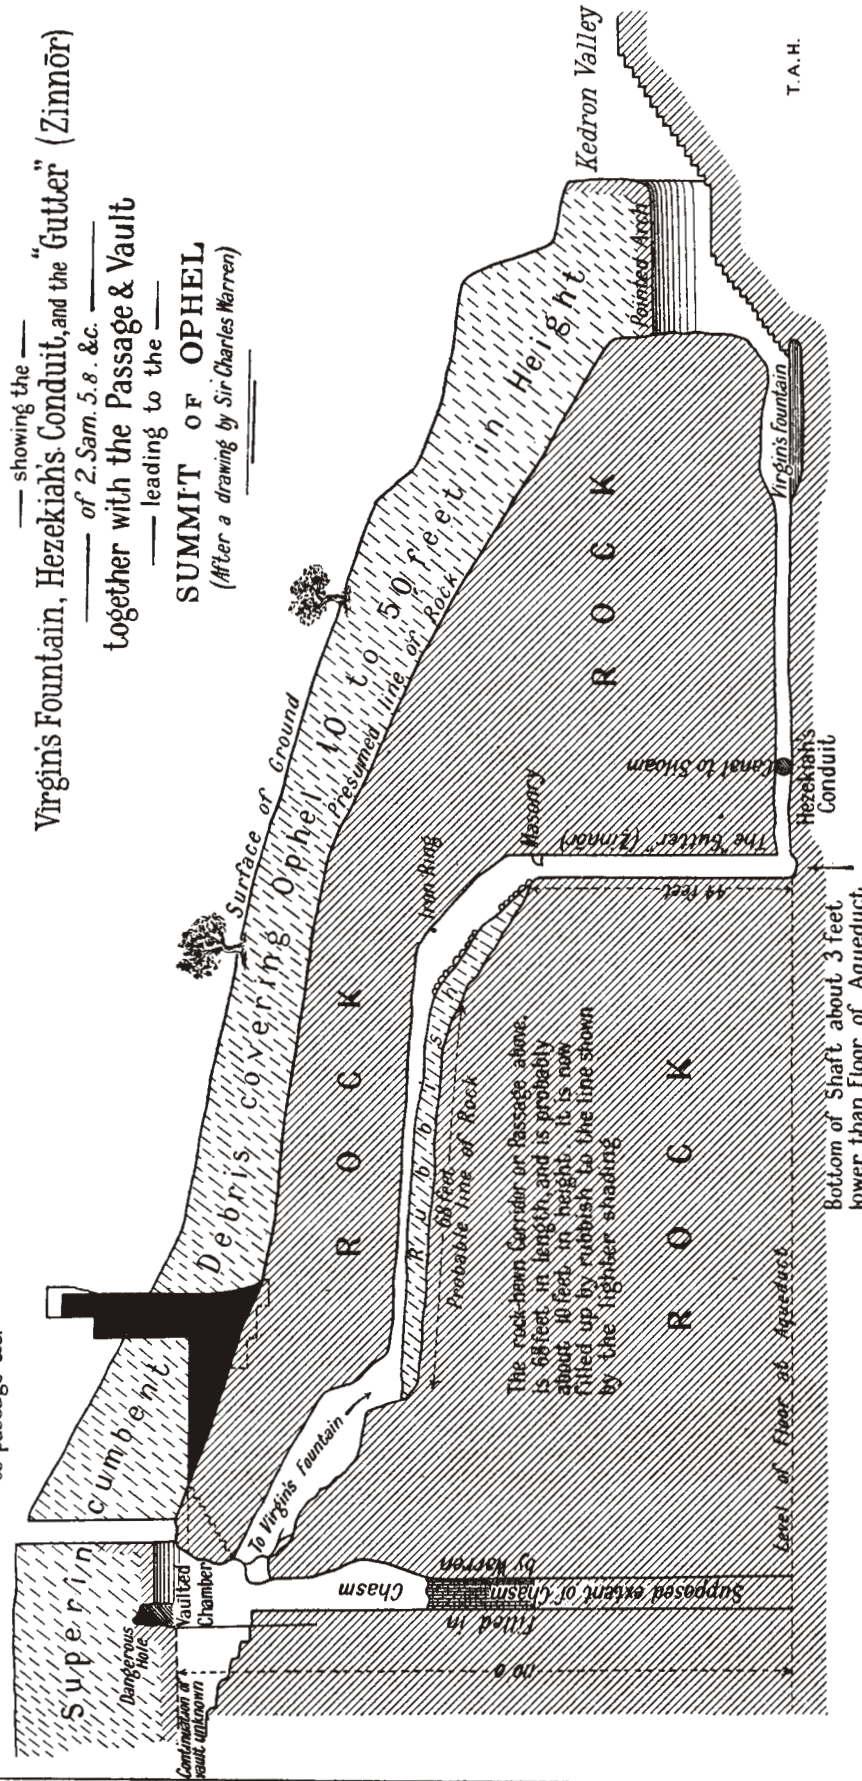 — showing the —
Virgin's Fountain, Hezekiah's Conduit, and the "Gutter" (Zinnōr)
— of 2. Sam. 5. 8. &c. —
together with the Passage & Vault
— leading to the —
SUMMIT OF OPHEL
(After a drawing by Sir Charles Warren)
Kedron Valley
T.A.H.
Surface of Ground
Debris covering Ophel 10 to 50 feet in Height
Presumed line of Rock
Pointed Arch
Virgin's Fountain
ROCK
ROCK
ROCK
Iron Ring
Masonry
The "Gutter" (Zinnōr)
Canal to Siloam
Hezekiah's
Conduit
44 feet
Bottom of Shaft about 3 feet
lower than Floor of Aqueduct
Rubbish
68 feet
Probable line of Rock
The rock-hewn Corridor or Passage above,
is 68 feet in length, and is probably
about 10 feet in height. it is now
filled up by rubbish to the line shown
by the lighter shading
Level of Floor of Aqueduct
Superin
cumbent
To Virgin's Fountain
Vaulted
Chamber
Dangerous
Hole
Continuation of
vault unknown
Chasm
Supposed extent of Chasm
filled in
by Warren